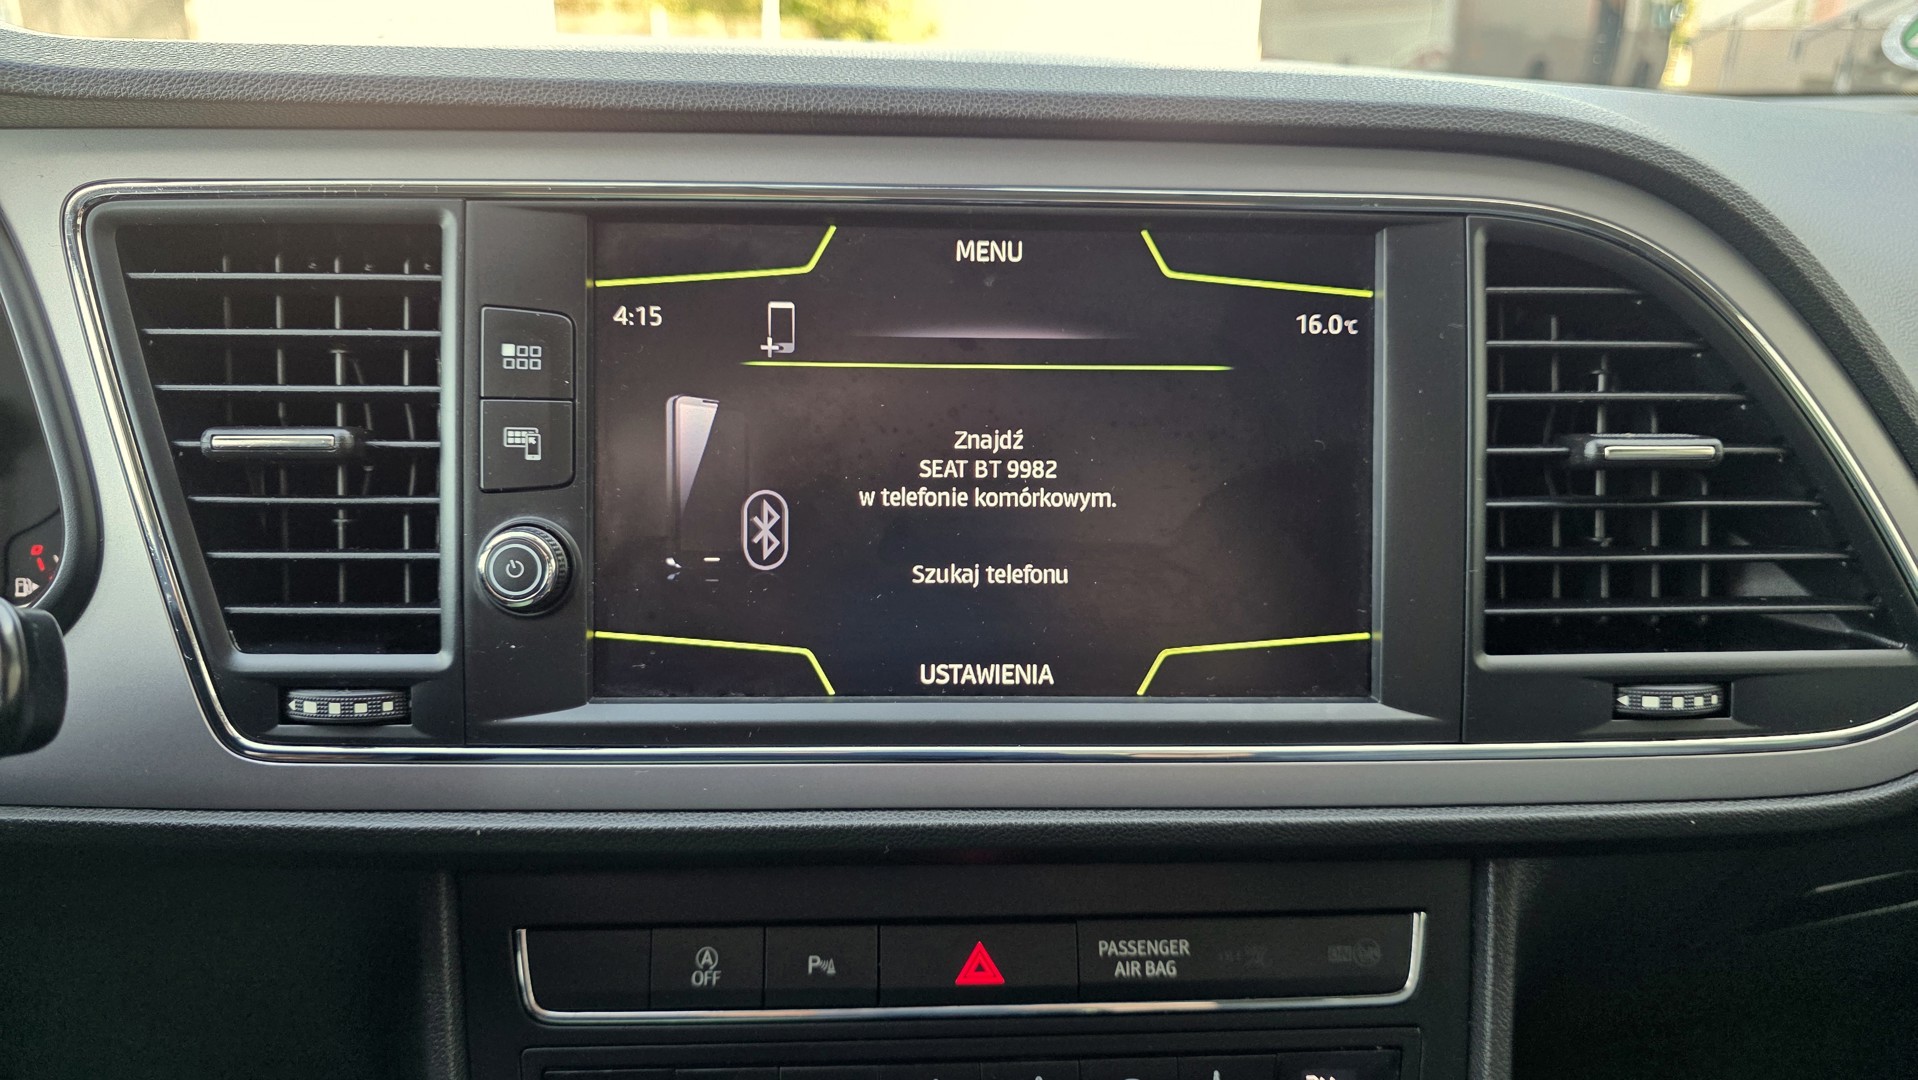 MENU
4:15
16.0°C
Znajdź
SEAT BT 9982
w telefonie komórkowym.
Szukaj telefonu
USTAWIENIA
A
OFF
P
PASSENGER
AIR BAG